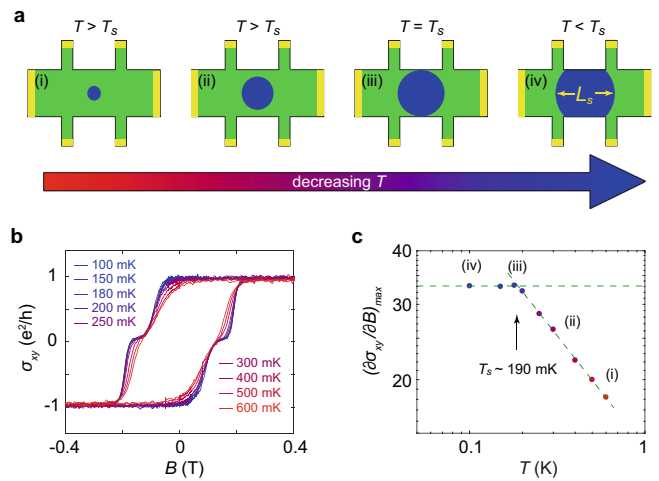 a
T > Tₛ
T > Tₛ
T = Tₛ
T < Tₛ
(i)
(ii)
(iii)
(iv)
Lₛ
decreasing T
b
100 mK
150 mK
180 mK
200 mK
250 mK
300 mK
400 mK
500 mK
600 mK
1
0
-1
σxy (e²/h)
-0.4
0
0.4
B (T)
c
40
30
20
(∂σxy/∂B)max
(iv)
(iii)
(ii)
(i)
Tₛ ~ 190 mK
0.1
1
T (K)